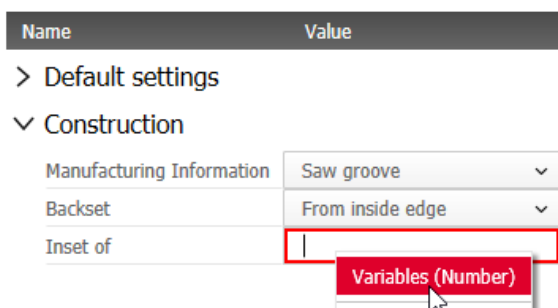 Name Value
Default settings
Construction
Manufacturing Information Saw groove
Backset From inside edge
Inset of
Variables (Number)